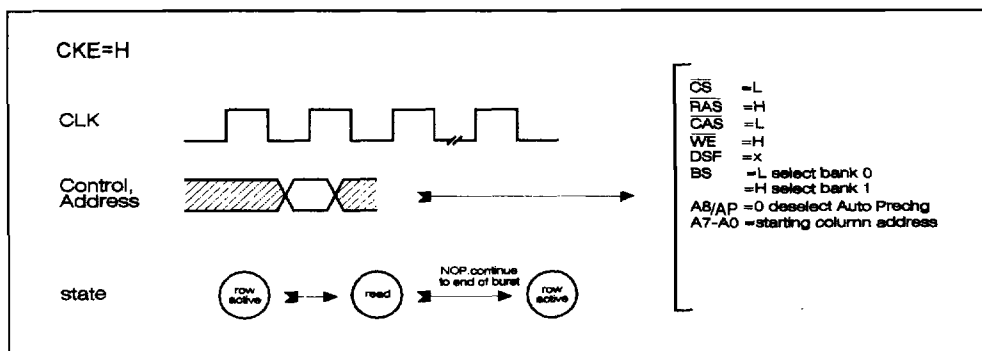 CKE=H
CLK
Control,
Address
state
row
active
read
NOP.continue
to end of burst
row
active
CS =L
RAS =H
CAS =L
WE =H
DSF =x
BS =L select bank 0
=H select bank 1
A8/AP =0 deselect Auto Prechg
A7-A0 =starting column address